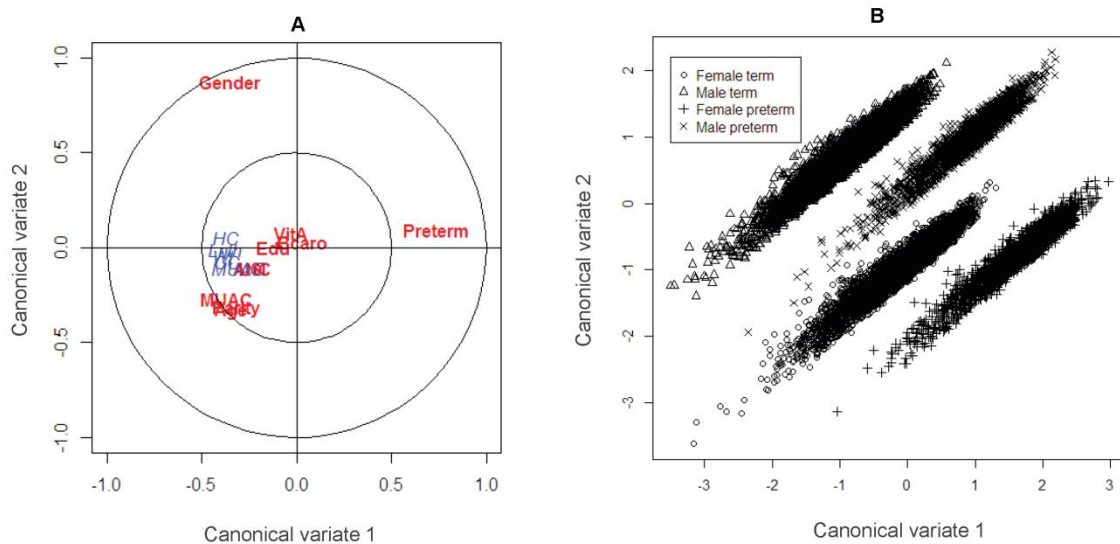 A
Canonical variate 2
1.0
0.5
0.0
-0.5
-1.0
Gender
HC
VitA
Bcaro
Edu
Preterm
MUAC
-1.0 -0.5 0.0 0.5 1.0
Canonical variate 1
B
Canonical variate 2
2
1
0
-1
-2
-3
Female term
Male term
Female preterm
Male preterm
-3 -2 -1 0 1 2 3
Canonical variate 1